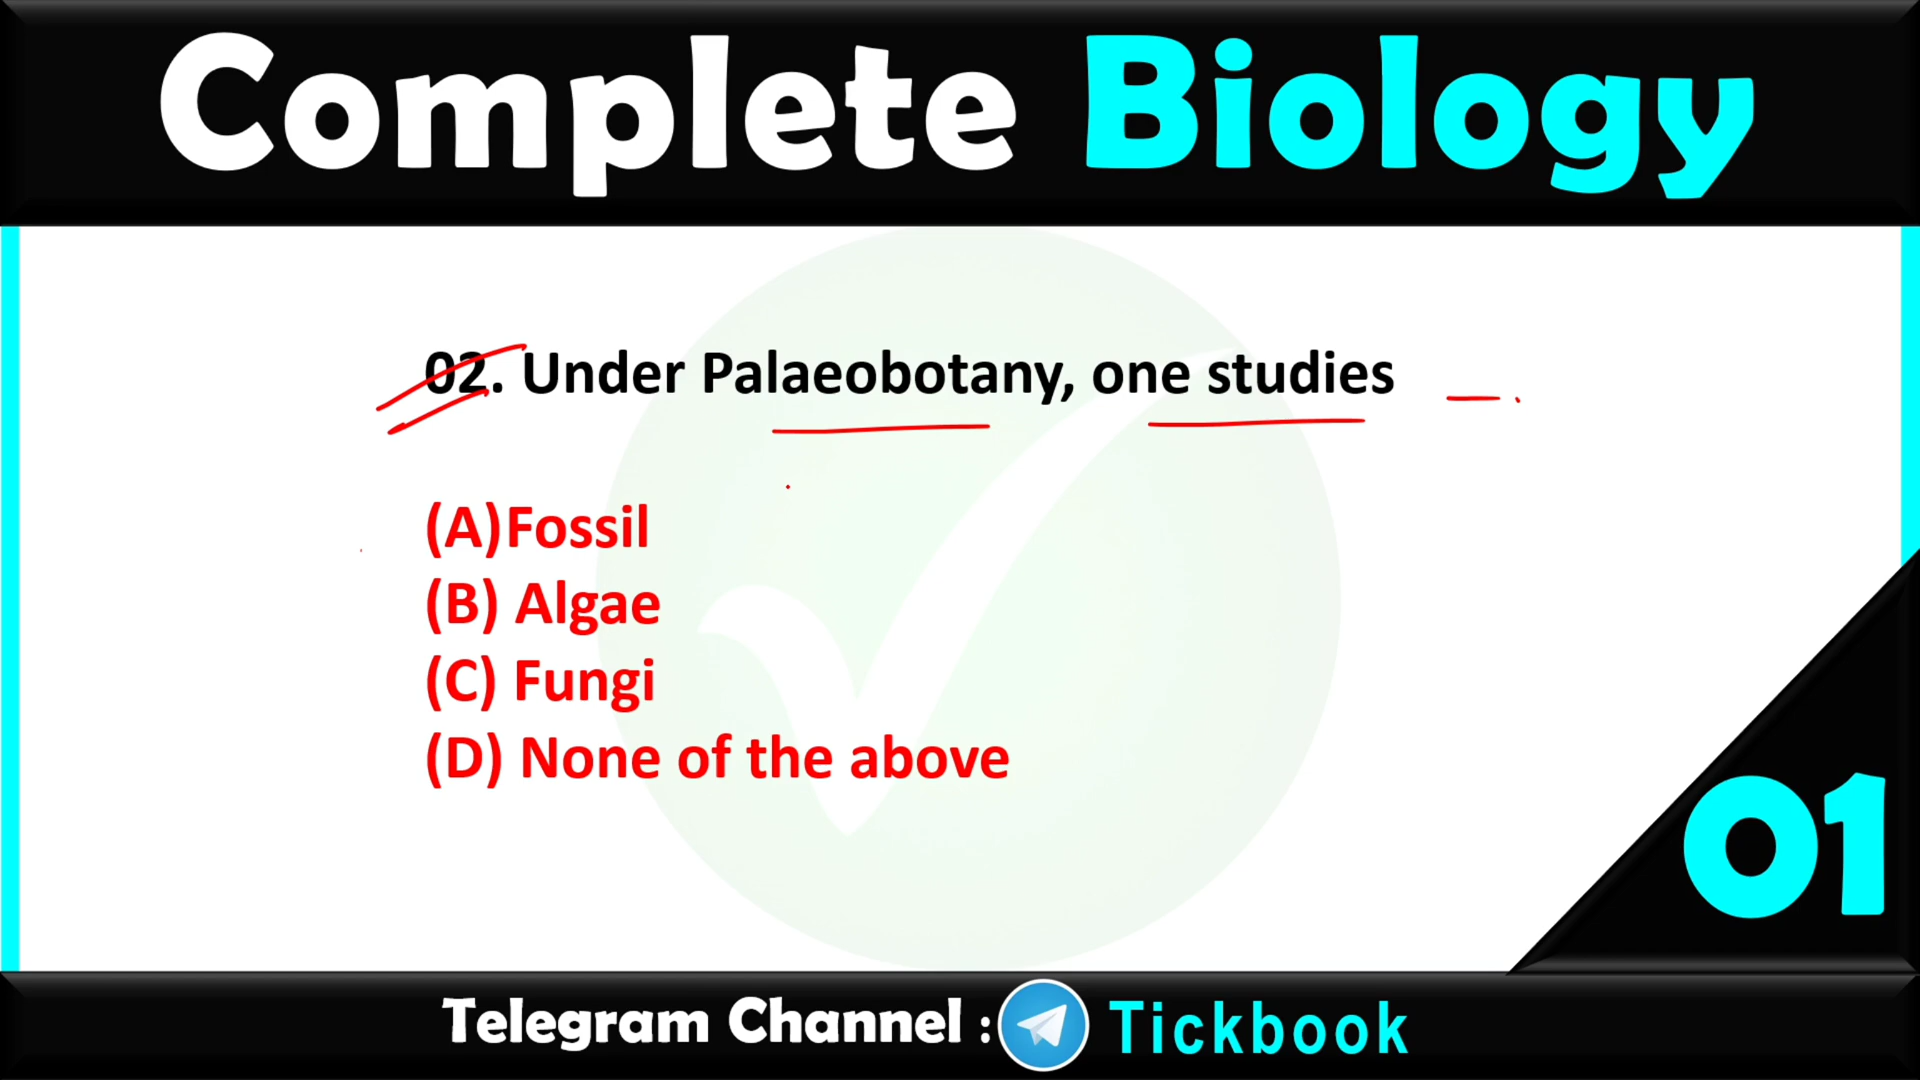 Complete Biology
02. Under Palaeobotany, one studies
(A)Fossil
(B) Algae
(C) Fungi
(D) None of the above
01
Telegram Channel : Tickbook